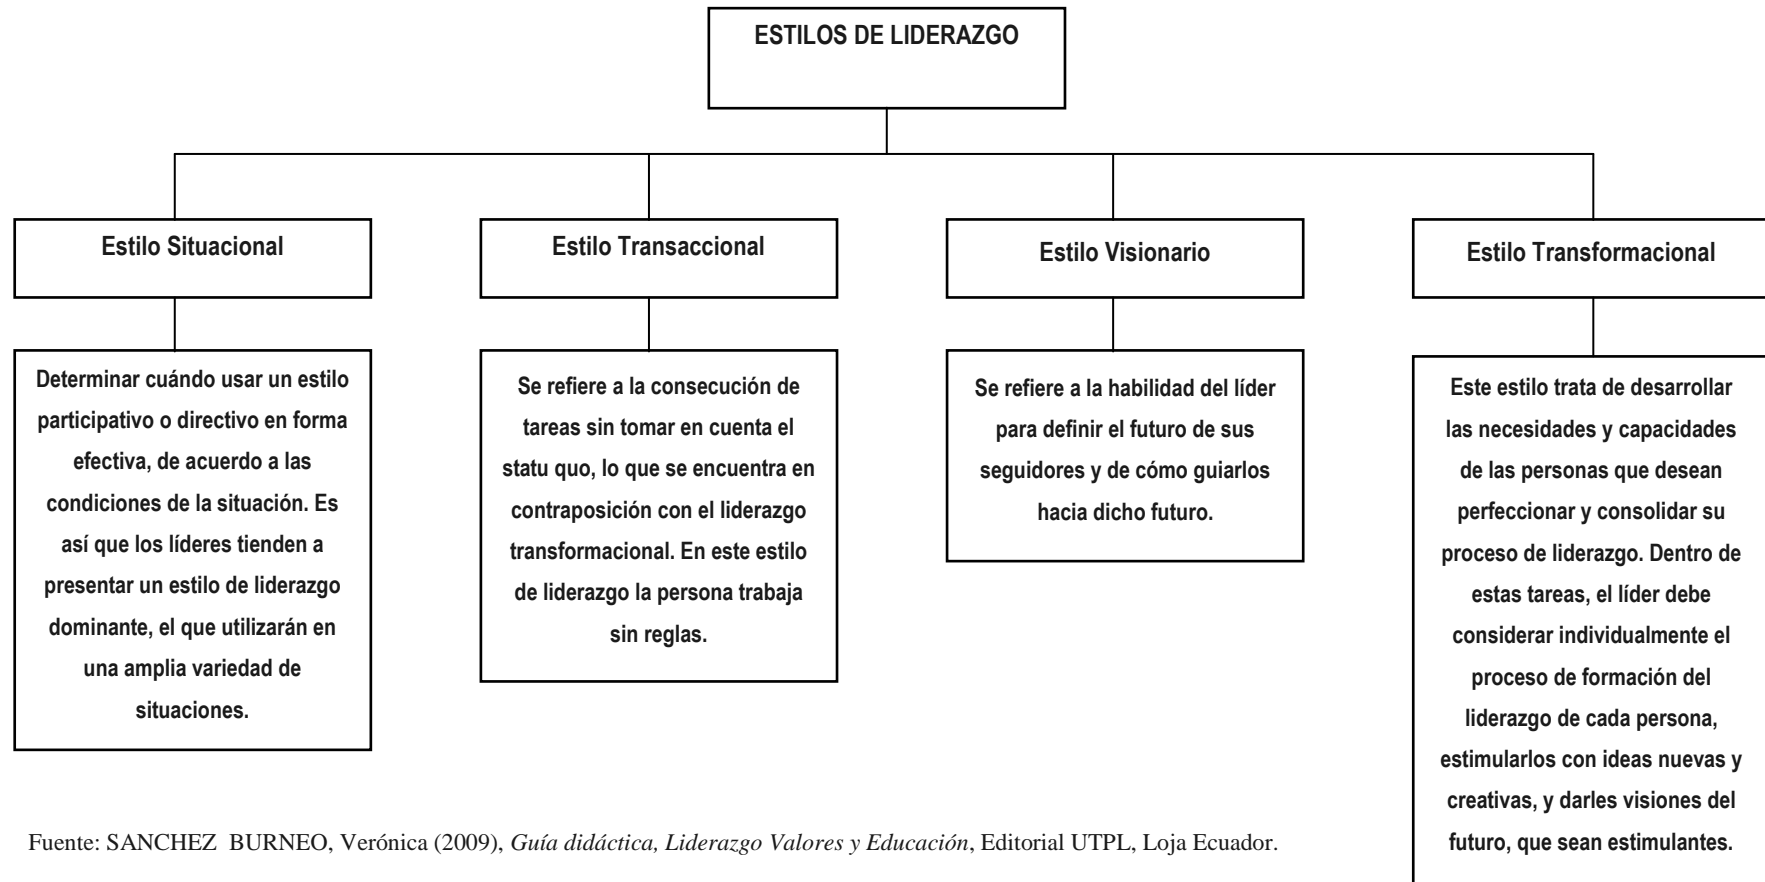 ESTILOS DE LIDERAZGO
Estilo Situacional
Determinar cuándo usar un estilo
participativo o directivo en forma
efectiva, de acuerdo a las
condiciones de la situación. Es
así que los líderes tienden a
presentar un estilo de liderazgo
dominante, el que utilizarán en
una amplia variedad de
situaciones.
Estilo Transaccional
Se refiere a la consecución de
tareas sin tomar en cuenta el
statu quo, lo que se encuentra en
contraposición con el liderazgo
transformacional. En este estilo
de liderazgo la persona trabaja
sin reglas.
Estilo Visionario
Se refiere a la habilidad del líder
para definir el futuro de sus
seguidores y de cómo guiarlos
hacia dicho futuro.
Estilo Transformacional
Este estilo trata de desarrollar
las necesidades y capacidades
de las personas que desean
perfeccionar y consolidar su
proceso de liderazgo. Dentro de
estas tareas, el líder debe
considerar individualmente el
proceso de formación del
liderazgo de cada persona,
estimularlos con ideas nuevas y
creativas, y darles visiones del
futuro, que sean estimulantes.
Fuente: SANCHEZ BURNEO, Verónica (2009), Guía didáctica, Liderazgo Valores y Educación, Editorial UTPL, Loja Ecuador.